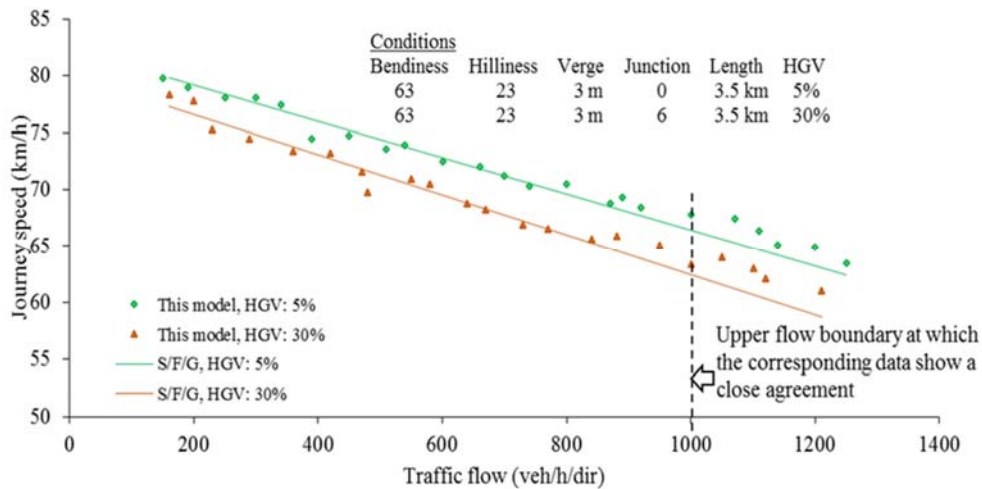 85
80
75
70
65
60
55
50
Journey speed (km/h)
Conditions
Bendiness Hilliness Verge Junction Length HGV
63 23 3 m 0 3.5 km 5%
63 23 3 m 6 3.5 km 30%
This model, HGV: 5%
This model, HGV: 30%
S/F/G, HGV: 5%
S/F/G, HGV: 30%
Upper flow boundary at which
the corresponding data show a
close agreement
0 200 400 600 800 1000 1200 1400
Traffic flow (veh/h/dir)